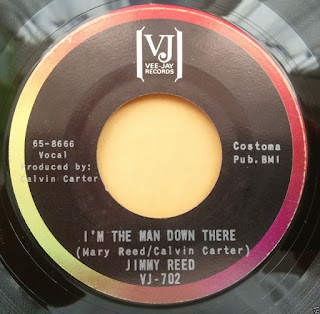 VJ
VEE-JAY
RECORDS
65-8666
Vocal
Produced by:
Calvin Carter
Costoma
Pub. BMI
I'M THE MAN DOWN THERE
(Mary Reed/Calvin Carter)
JIMMY REED
VJ-702